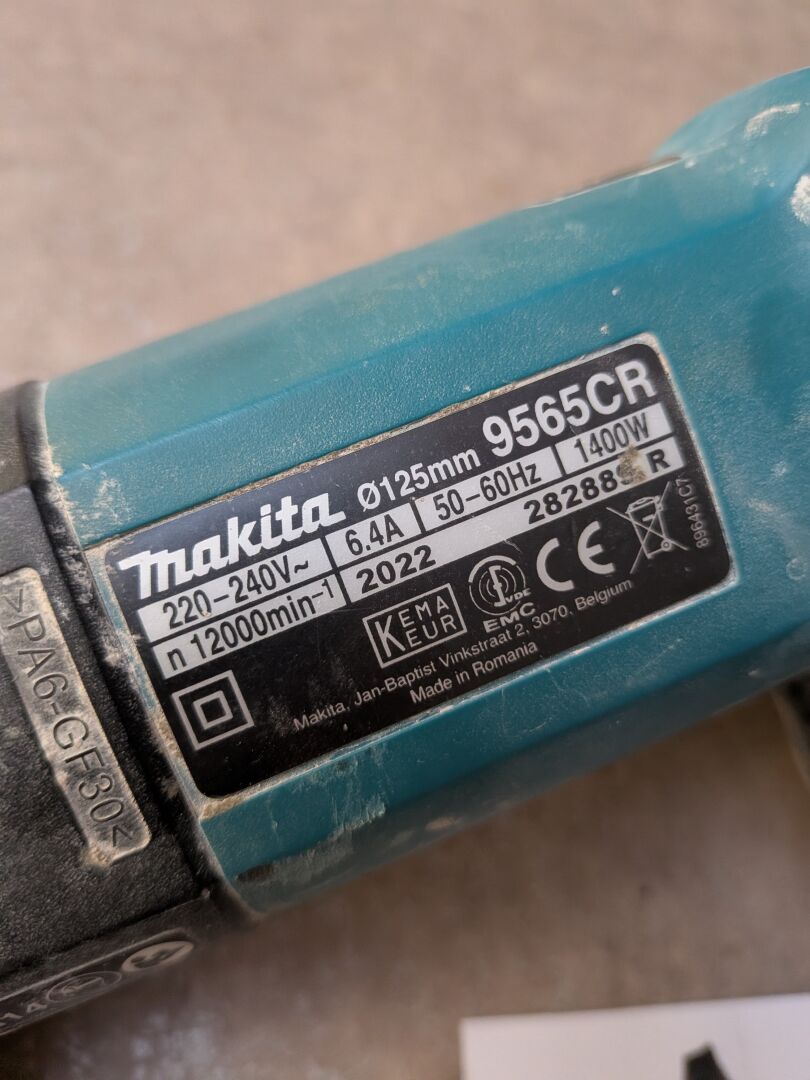 makita ø125mm 9565CR
220-240V~ 6.4A 50-60Hz 1400W
n 12000min-1 2022
KEMA
KEUR
VDE
EMC
CE
896431C7
Makita, Jan-Baptist Vinkstraat 2, 3070, Belgium
Made in Romania
>PA6-GF30<